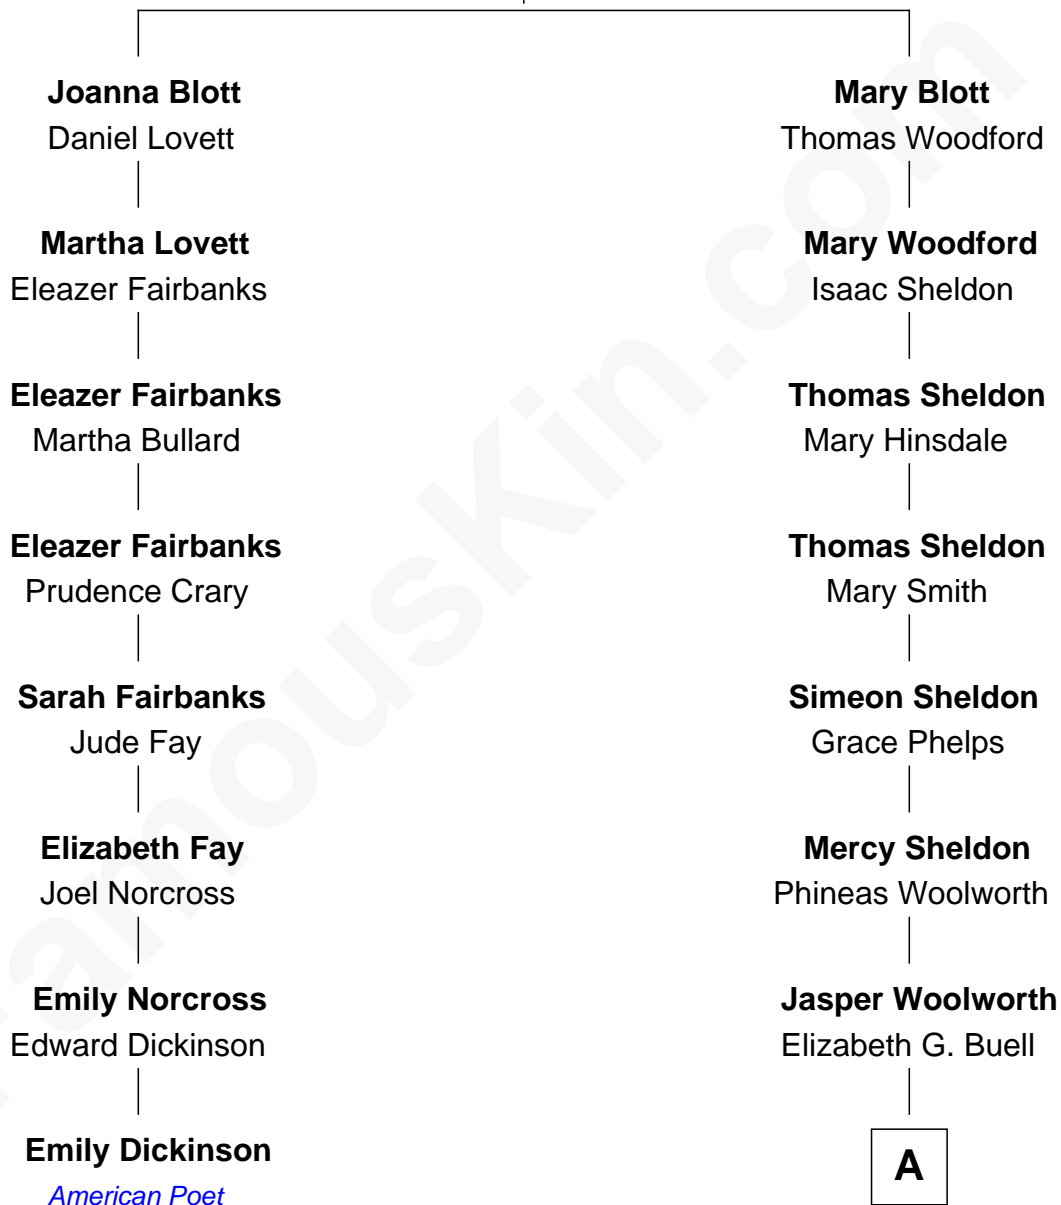 Joanna Blott
Daniel Lovett
Martha Lovett
Eleazer Fairbanks
Eleazer Fairbanks
Martha Bullard
Eleazer Fairbanks
Prudence Crary
Sarah Fairbanks
Jude Fay
Elizabeth Fay
Joel Norcross
Emily Norcross
Edward Dickinson
Emily Dickinson
American Poet
Mary Blott
Thomas Woodford
Mary Woodford
Isaac Sheldon
Thomas Sheldon
Mary Hinsdale
Thomas Sheldon
Mary Smith
Simeon Sheldon
Grace Phelps
Mercy Sheldon
Phineas Woolworth
Jasper Woolworth
Elizabeth G. Buell
A
FamousKin.com